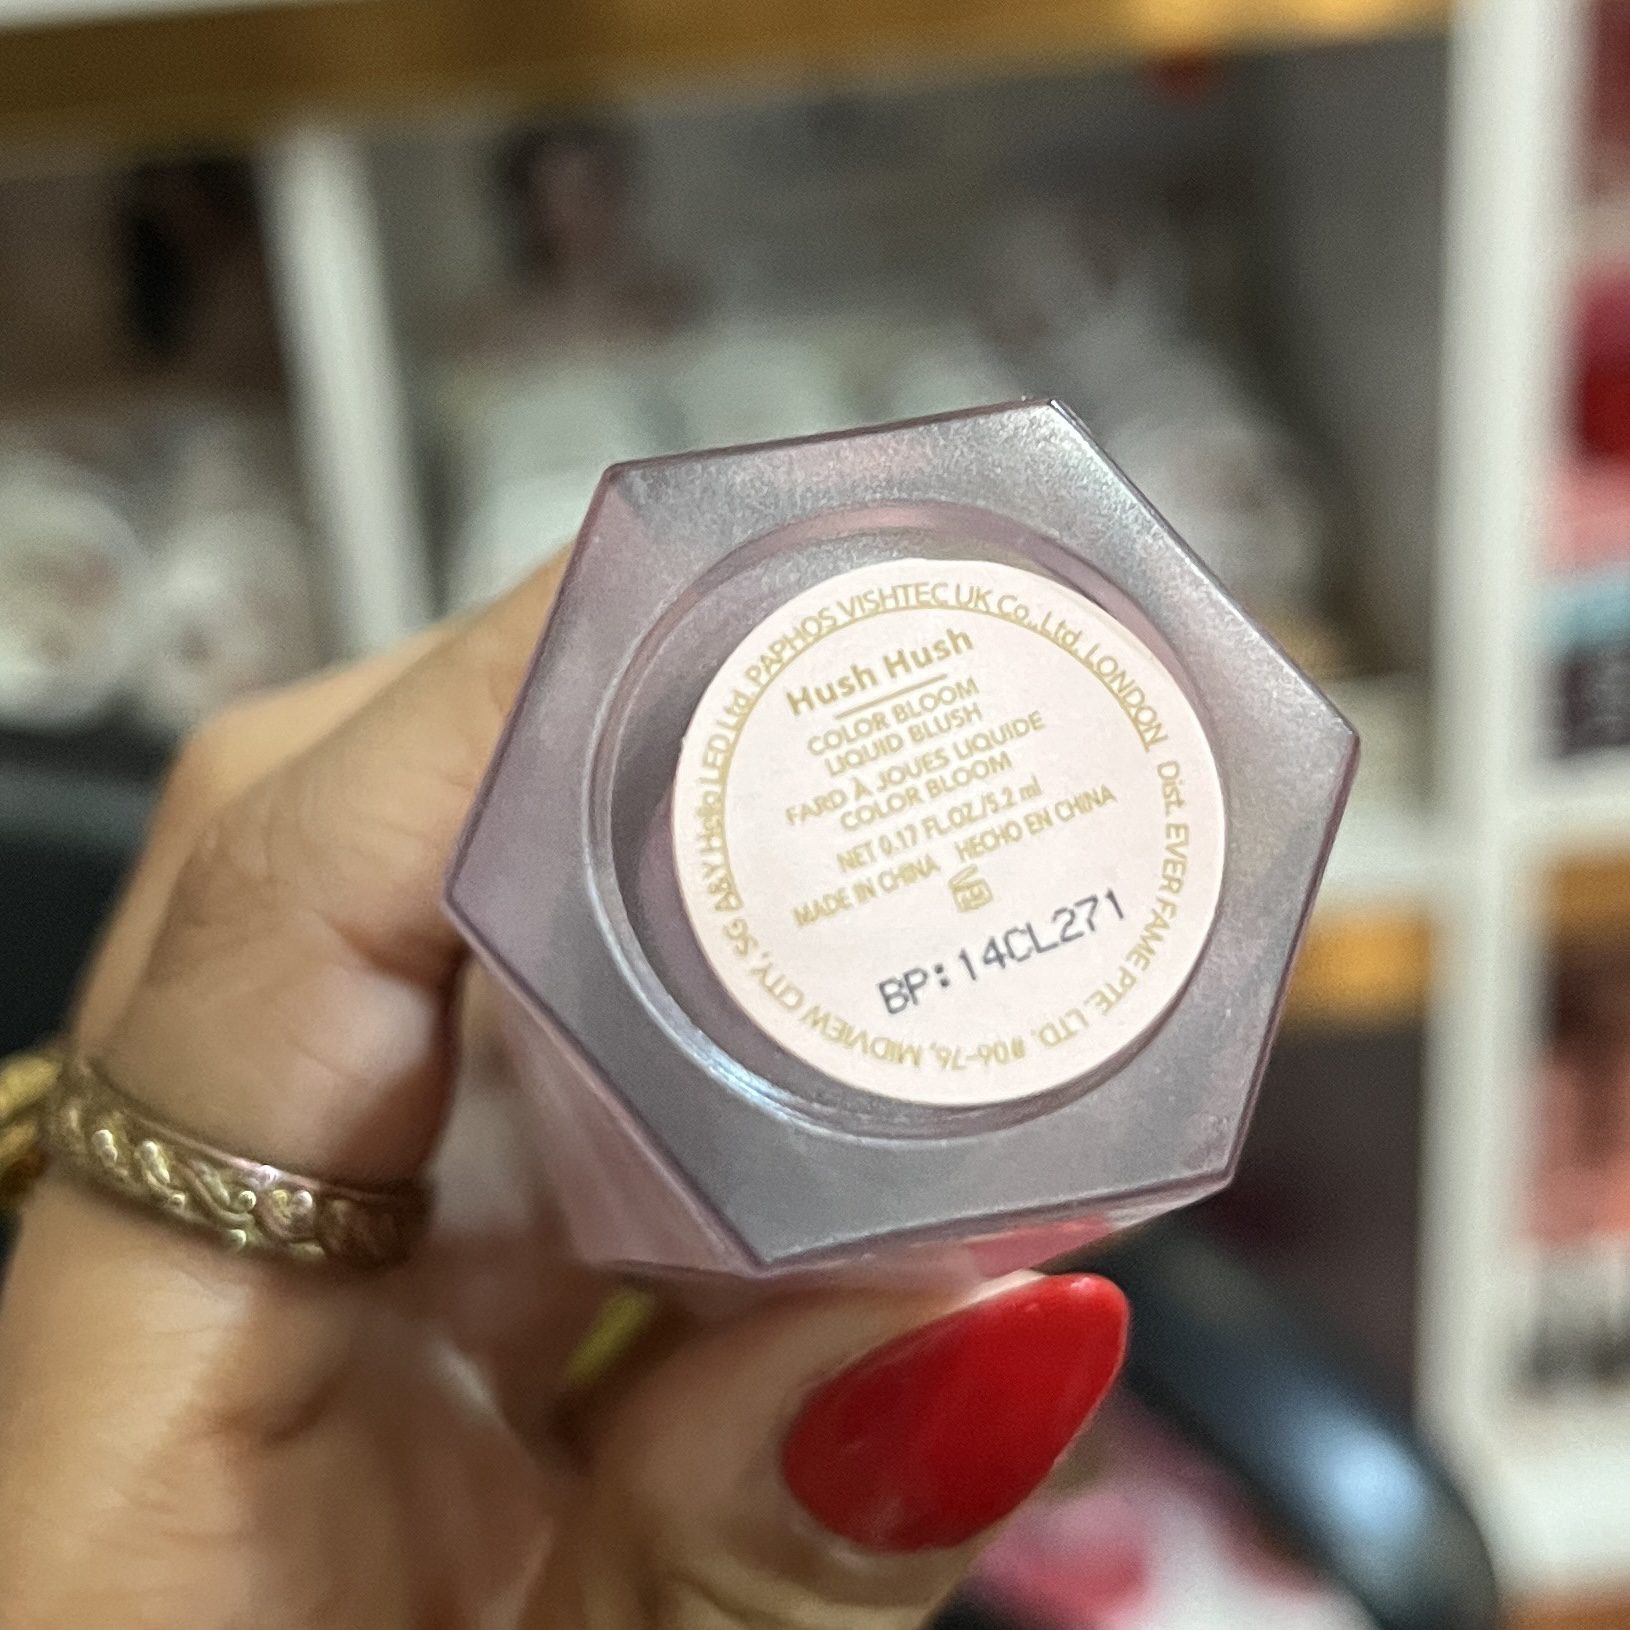 Hush Hush
COLOR BLOOM
LIQUID BLUSH
FARD À JOUES LIQUIDE
COLOR BLOOM
NET 0.17 FL.OZ/5.2 ml
MADE IN CHINA HECHO EN CHINA
BP:14CL271
A&Y Hello LED Ltd. PAPHOS VISHTEC UK Co.,Ltd. LONDON. Dist. EVER FAME PTE. LTD. #06-76, MIDVIEW CITY, SG